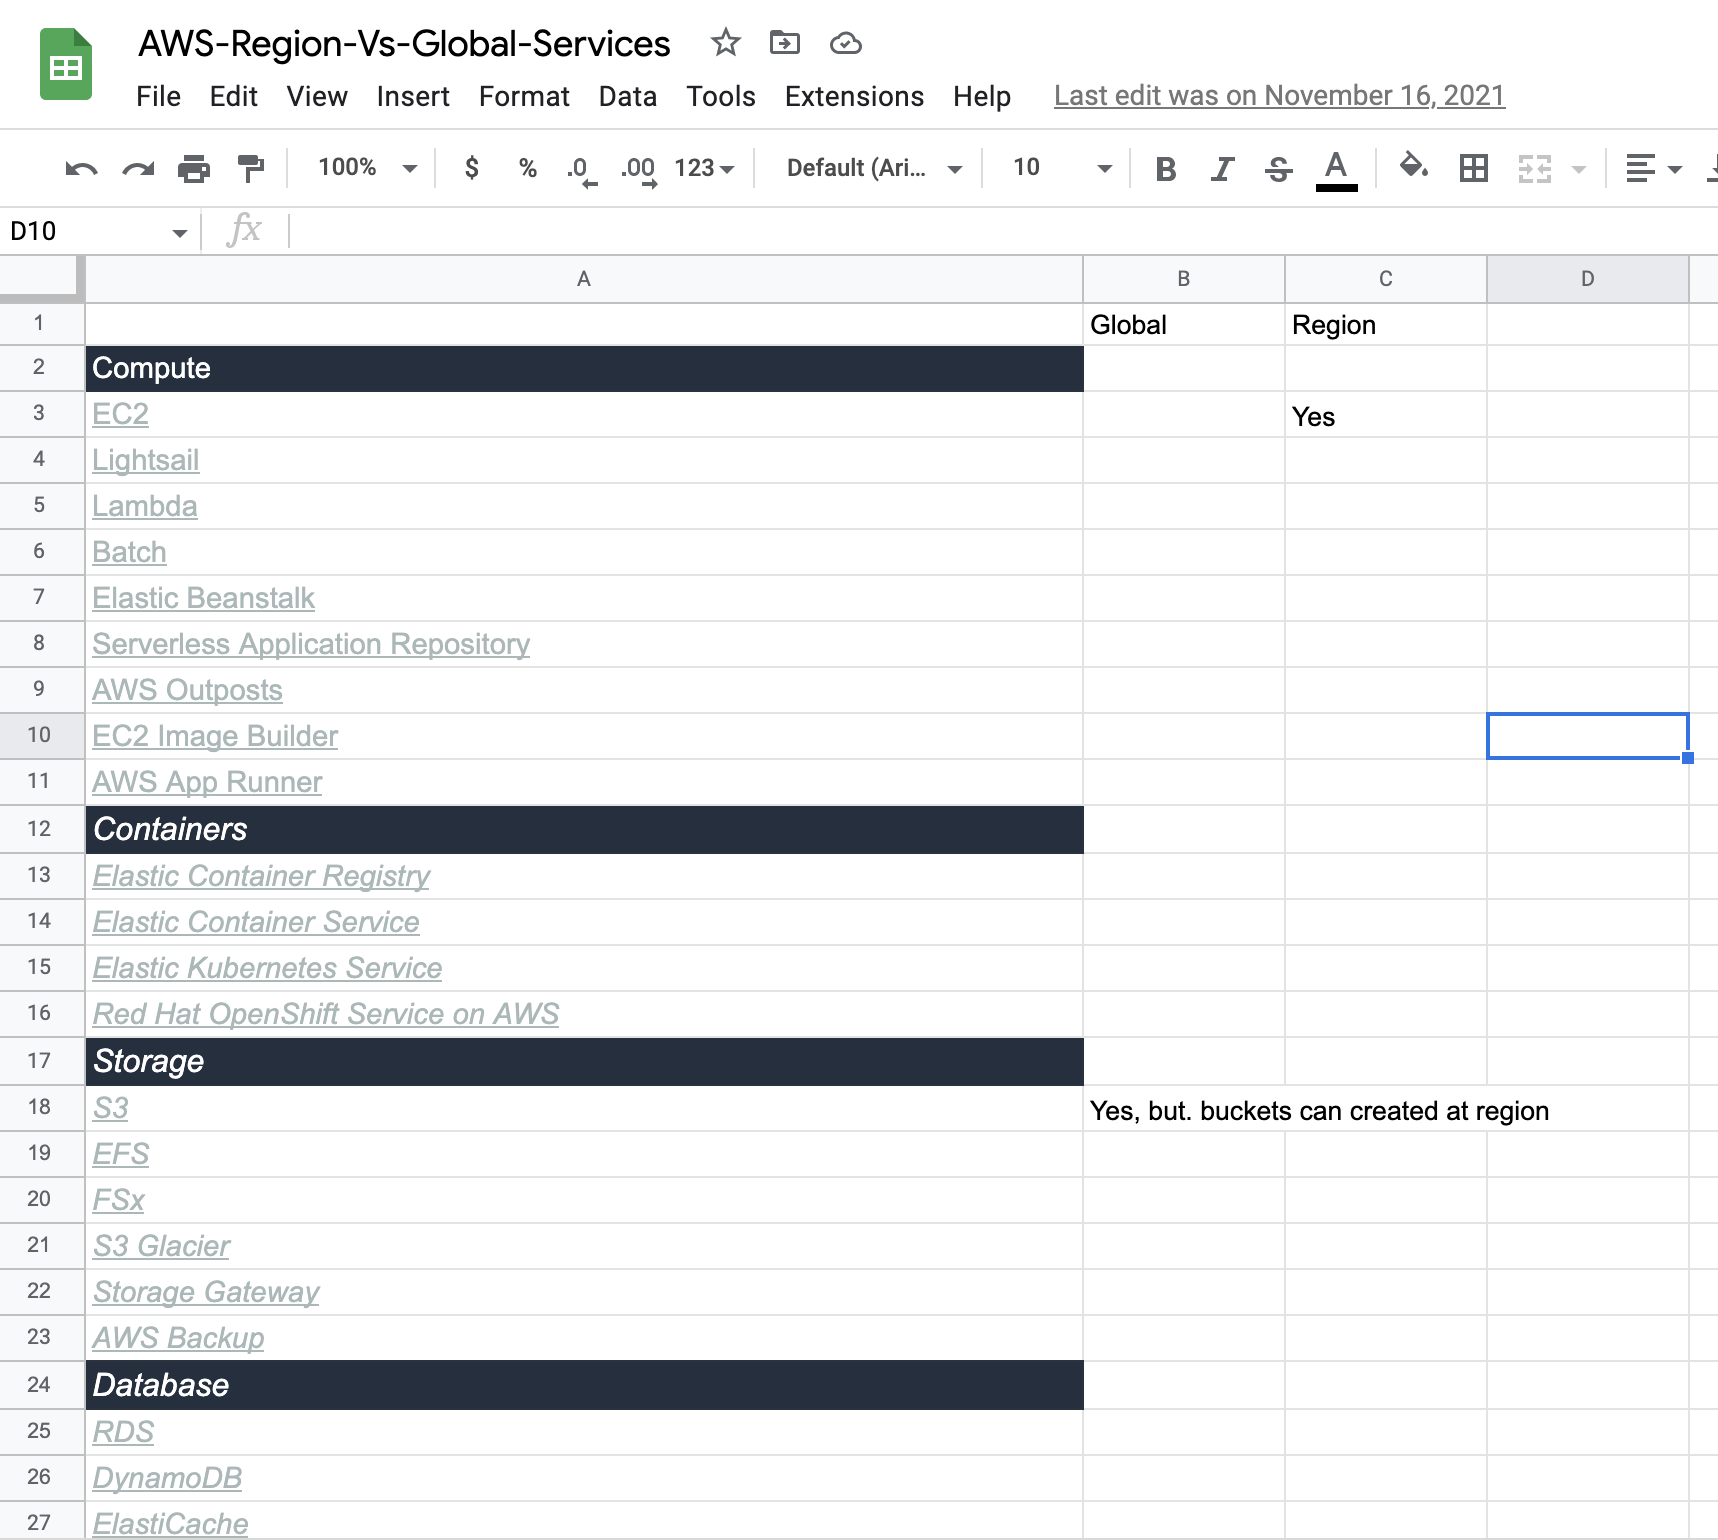 AWS-Region-Vs-Global-Services
File Edit View Insert Format Data Tools Extensions Help Last edit was on November 16, 2021
100% $ % .0 .00 123 Default (Ari... 10 B I S A
D10 fx
A B C D
1 Global Region
2 Compute
3 EC2 Yes
4 Lightsail
5 Lambda
6 Batch
7 Elastic Beanstalk
8 Serverless Application Repository
9 AWS Outposts
10 EC2 Image Builder
11 AWS App Runner
12 Containers
13 Elastic Container Registry
14 Elastic Container Service
15 Elastic Kubernetes Service
16 Red Hat OpenShift Service on AWS
17 Storage
18 S3 Yes, but. buckets can created at region
19 EFS
20 FSx
21 S3 Glacier
22 Storage Gateway
23 AWS Backup
24 Database
25 RDS
26 DynamoDB
27 ElastiCache